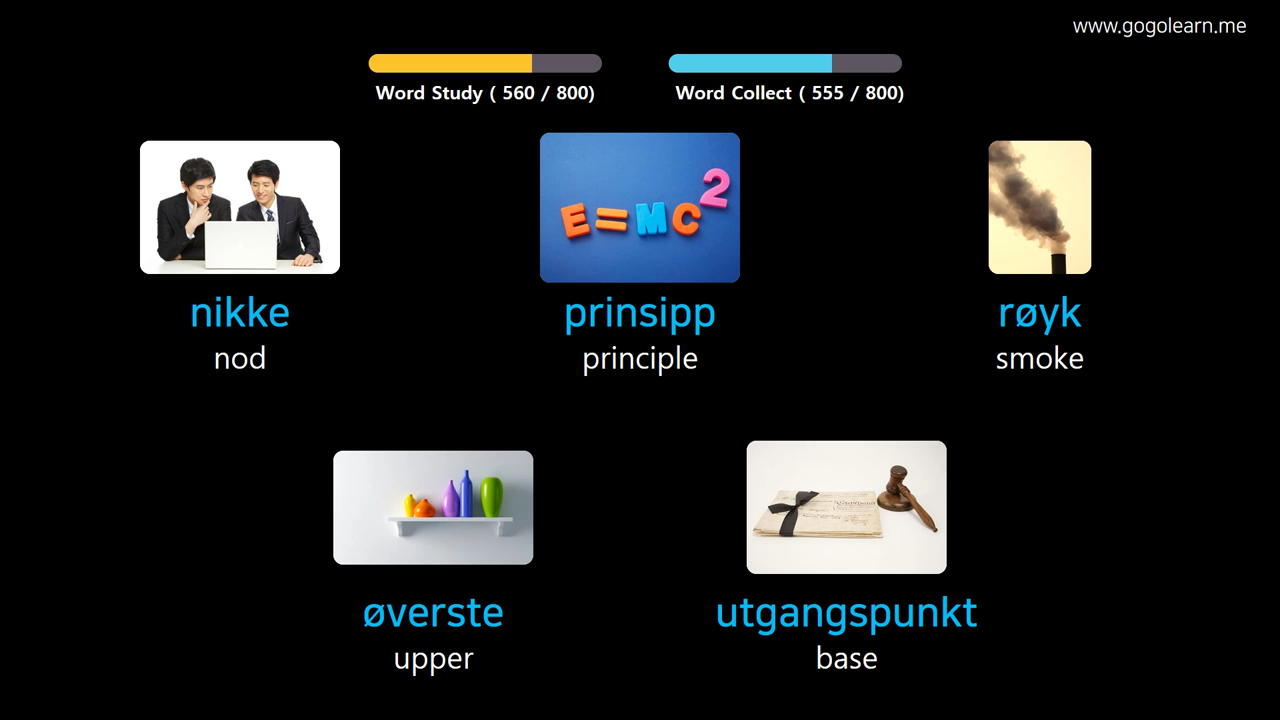 www.gogolearn.me
Word Study ( 560 / 800)
Word Collect ( 555 / 800)
E=MC2
nikke
nod
prinsipp
principle
røyk
smoke
øverste
upper
utgangspunkt
base